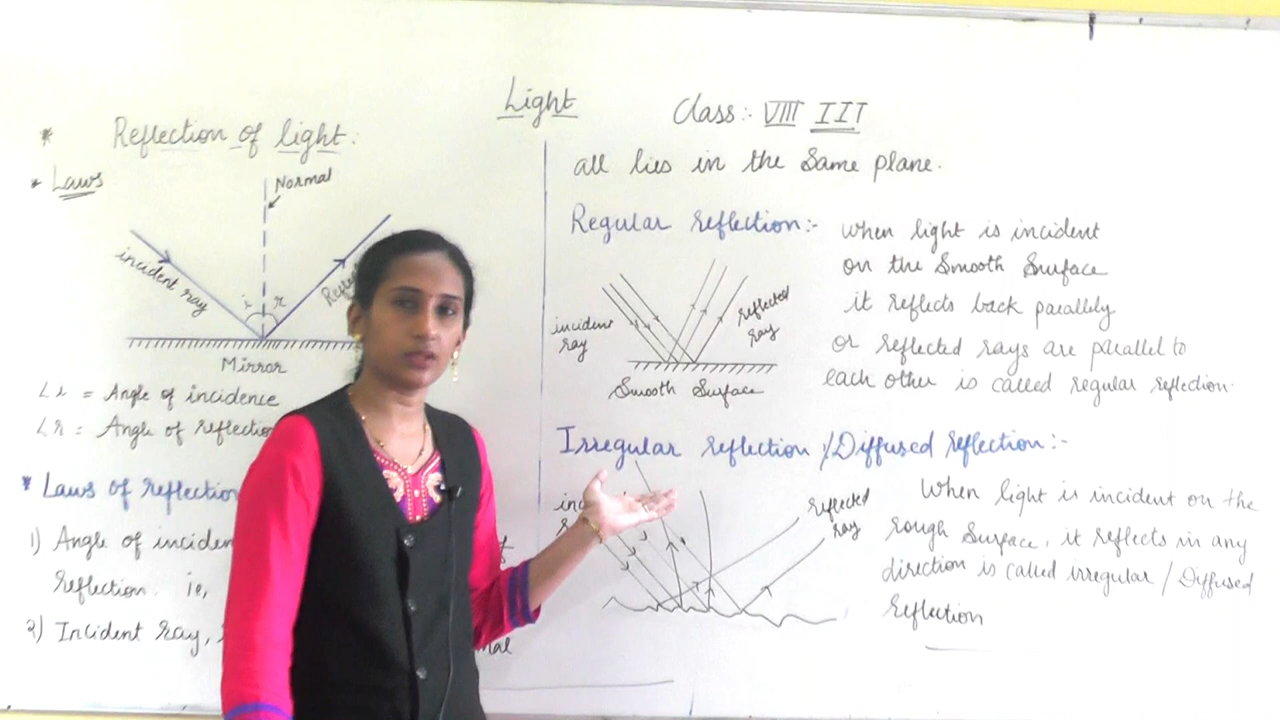 Light
Class:- VIII III
* Reflection of light:
* Laws
Normal
incident ray
i r
Mirror
∠i = Angle of incidence
∠r = Angle of reflection
* Laws of reflection
1) Angle of inciden
reflection. ie,
2) Incident ray,
all lies in the same plane.
Regular reflection:-
when light is incident
on the smooth surface
it reflects back parallely
or reflected rays are parallel to
each other is called regular reflection.
incident
ray
reflected
ray
Smooth Surface
Irregular reflection / Diffused reflection:-
reflected
ray
When light is incident on the
rough surface, it reflects in any
direction is called irregular / Diffused
reflection